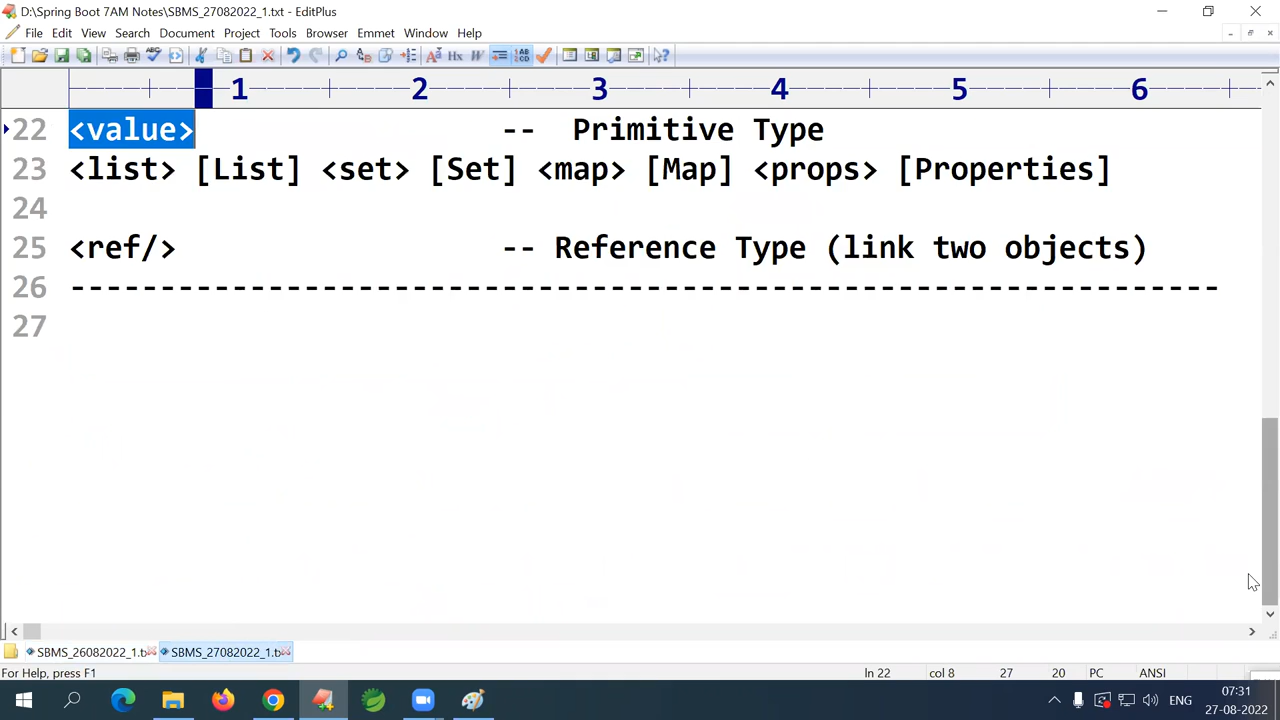 D:\Spring Boot 7AM Notes\SBMS_27082022_1.txt - EditPlus
File Edit View Search Document Project Tools Browser Emmet Window Help
1 2 3 4 5 6
22 <value> -- Primitive Type
23 <list> [List] <set> [Set] <map> [Map] <props> [Properties]
24
25 <ref/> -- Reference Type (link two objects)
26 ----------------------------------------------------------------
27
SBMS_26082022_1.t SBMS_27082022_1.t
For Help, press F1 Ln 22 col 8 27 20 PC ANSI
ENG 07:31
27-08-2022